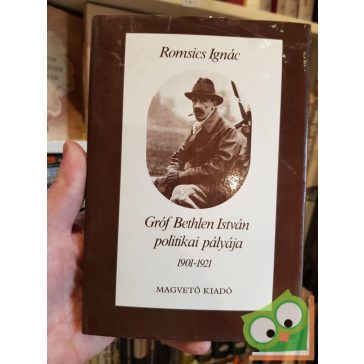 Romsics Ignác
Gróf Bethlen István
politikai pályája
1901-1921
MAGVETŐ KIADÓ